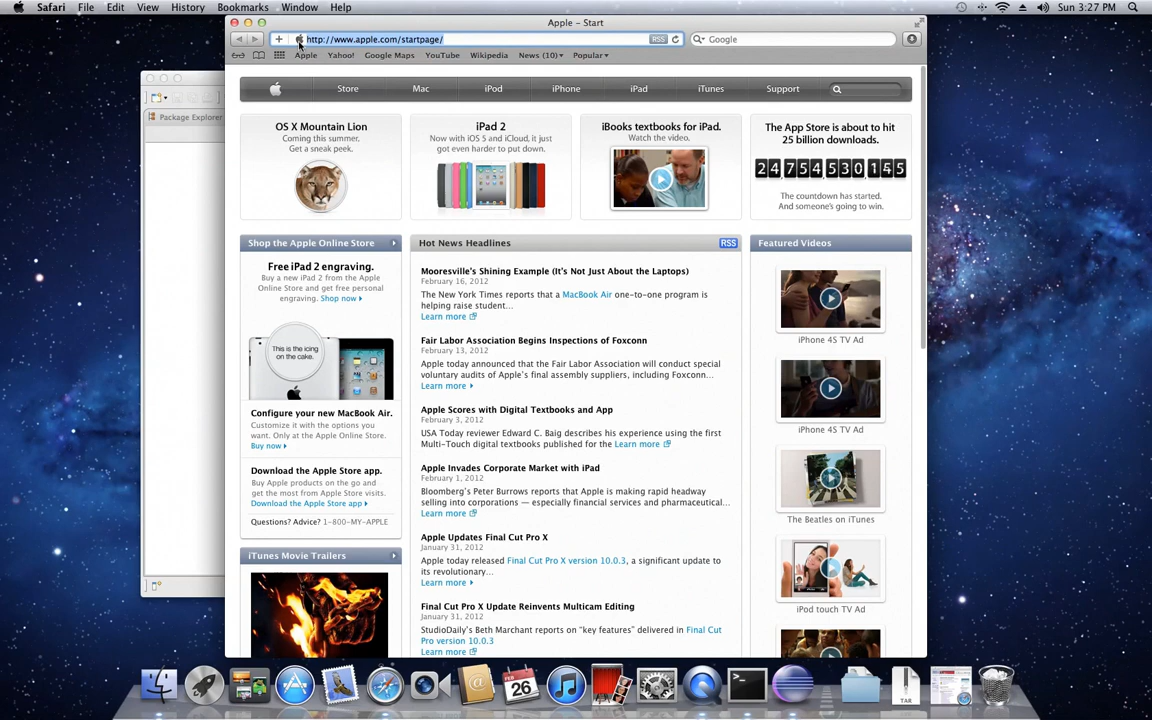 Safari File Edit View History Bookmarks Window Help
Sun 3:27 PM
Apple - Start
http://www.apple.com/startpage/
RSS
Google
Apple Yahoo! Google Maps YouTube Wikipedia News (10) Popular
Package Explorer
Store Mac iPod iPhone iPad iTunes Support
OS X Mountain Lion
Coming this summer.
Get a sneak peek.
iPad 2
Now with iOS 5 and iCloud, it just
got even harder to put down.
iBooks textbooks for iPad.
Watch the video.
The App Store is about to hit
25 billion downloads.
24754530145
The countdown has started.
And someone's going to win.
Shop the Apple Online Store
Free iPad 2 engraving.
Buy a new iPad 2 from the Apple
Online Store and get free personal
engraving. Shop now
This is the icing
on the cake.
Configure your new MacBook Air.
Customize it with the options you
want. Only at the Apple Online Store.
Buy now
Download the Apple Store app.
Buy Apple products on the go and
get the most from Apple Store visits.
Download the Apple Store app
Questions? Advice? 1-800-MY-APPLE
iTunes Movie Trailers
Hot News Headlines
RSS
Mooresville's Shining Example (It's Not Just About the Laptops)
February 16, 2012
The New York Times reports that a MacBook Air one-to-one program is
helping raise student...
Learn more
Fair Labor Association Begins Inspections of Foxconn
February 13, 2012
Apple today announced that the Fair Labor Association will conduct special
voluntary audits of Apple's final assembly suppliers, including Foxconn...
Learn more
Apple Scores with Digital Textbooks and App
February 3, 2012
USA Today reviewer Edward C. Baig describes his experience using the first
Multi-Touch digital textbooks published for the Learn more
Apple Invades Corporate Market with iPad
February 1, 2012
Bloomberg's Peter Burrows reports that Apple is making rapid headway
selling into corporations — especially financial services and pharmaceutical...
Learn more
Apple Updates Final Cut Pro X
January 31, 2012
Apple today released Final Cut Pro X version 10.0.3, a significant update to
its revolutionary...
Learn more
Final Cut Pro X Update Reinvents Multicam Editing
January 31, 2012
StudioDaily's Beth Marchant reports on "key features" delivered in Final Cut
Pro version 10.0.3
Learn more
Featured Videos
iPhone 4S TV Ad
iPhone 4S TV Ad
The Beatles on iTunes
iPod touch TV Ad
FEB
26
TAR